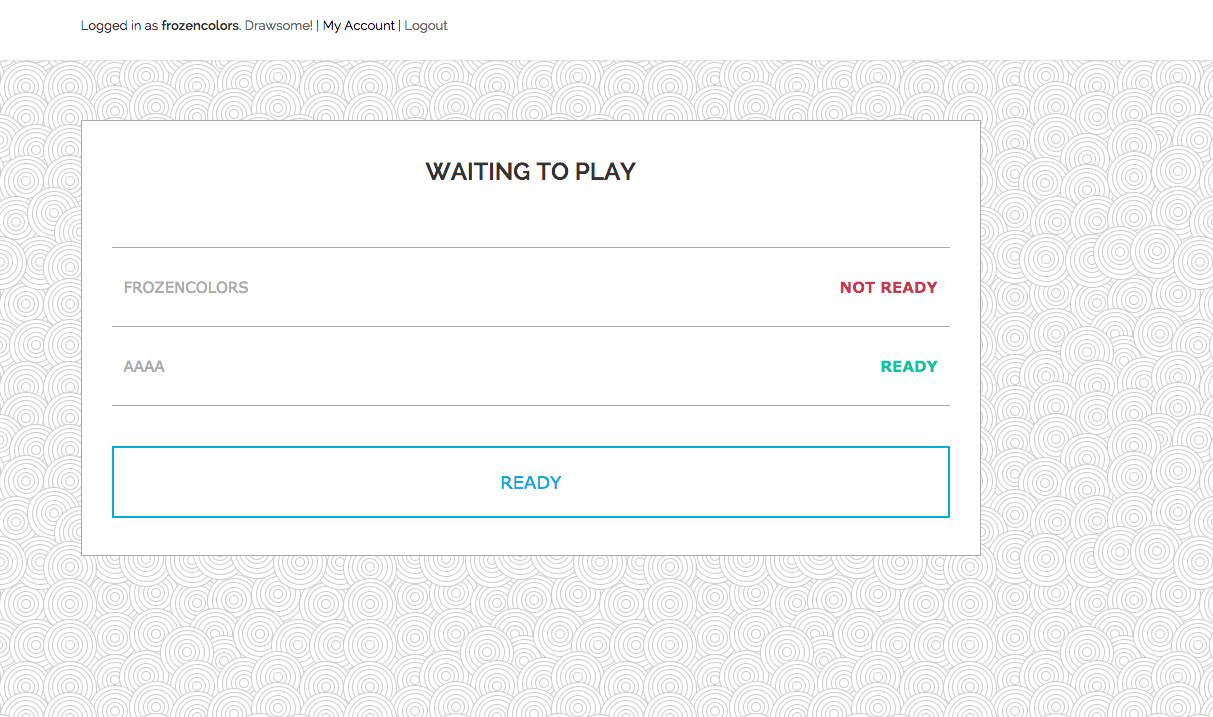 Logged in as frozencolors. Drawsome! | My Account | Logout
WAITING TO PLAY
FROZENCOLORS NOT READY
AAAA READY
READY